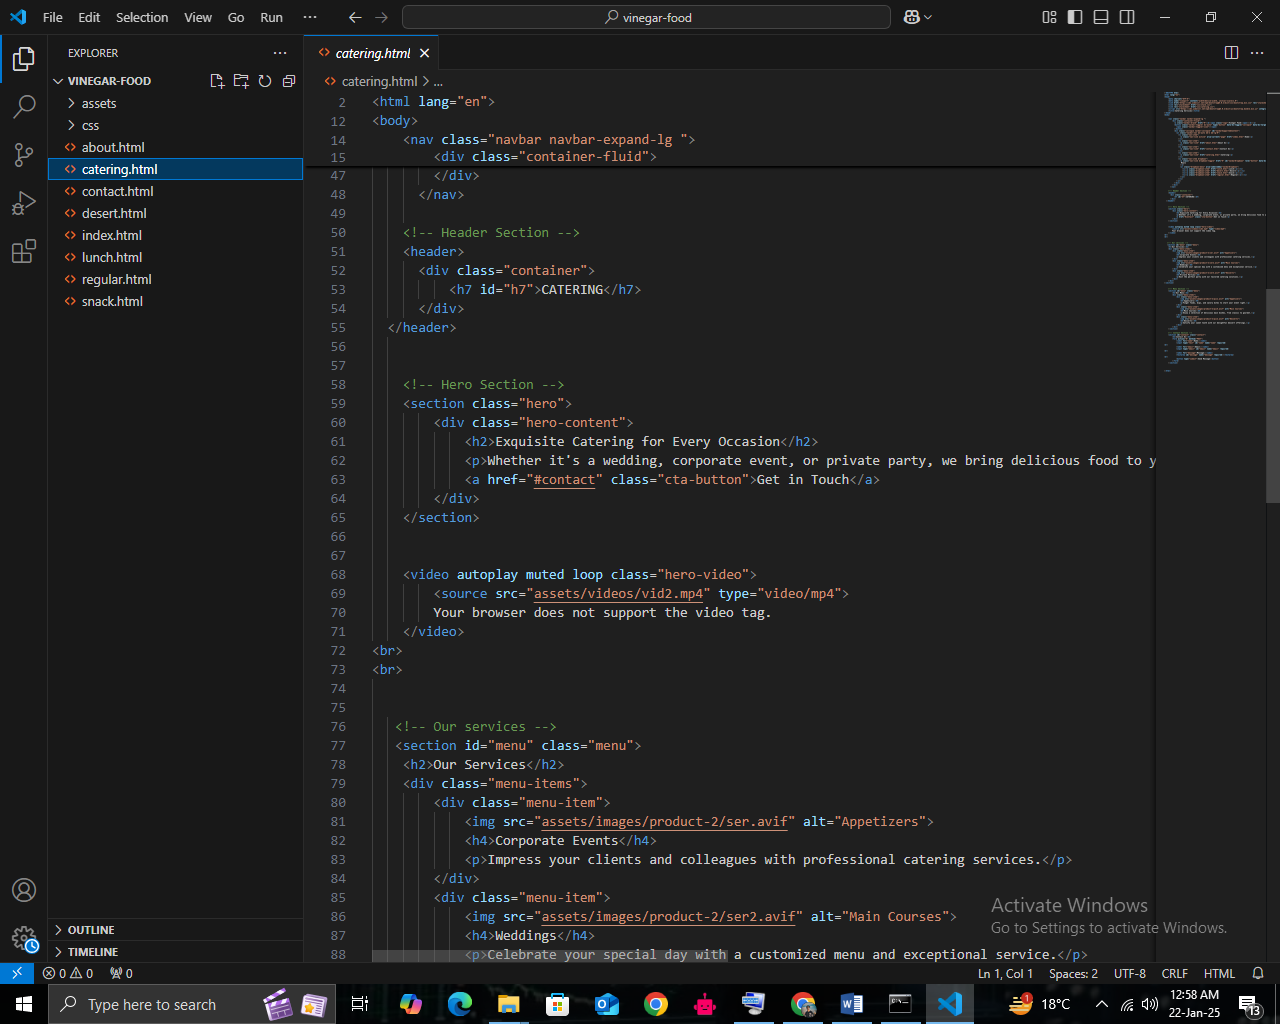 File Edit Selection View Go Run ··· vinegar-food
EXPLORER ···
VINEGAR-FOOD
assets
css
about.html
catering.html
contact.html
desert.html
index.html
lunch.html
regular.html
snack.html
OUTLINE
TIMELINE
catering.html
catering.html > ...
2 <html lang="en">
12 <body>
14 <nav class="navbar navbar-expand-lg ">
15 <div class="container-fluid">
47 </div>
48 </nav>
49
50 <!-- Header Section -->
51 <header>
52 <div class="container">
53 <h7 id="h7">CATERING</h7>
54 </div>
55 </header>
56
57
58 <!-- Hero Section -->
59 <section class="hero">
60 <div class="hero-content">
61 <h2>Exquisite Catering for Every Occasion</h2>
62 <p>Whether it's a wedding, corporate event, or private party, we bring delicious food to y
63 <a href="#contact" class="cta-button">Get in Touch</a>
64 </div>
65 </section>
66
67
68 <video autoplay muted loop class="hero-video">
69 <source src="assets/videos/vid2.mp4" type="video/mp4">
70 Your browser does not support the video tag.
71 </video>
72 <br>
73 <br>
74
75
76 <!-- Our services -->
77 <section id="menu" class="menu">
78 <h2>Our Services</h2>
79 <div class="menu-items">
80 <div class="menu-item">
81 <img src="assets/images/product-2/ser.avif" alt="Appetizers">
82 <h4>Corporate Events</h4>
83 <p>Impress your clients and colleagues with professional catering services.</p>
84 </div>
85 <div class="menu-item">
86 <img src="assets/images/product-2/ser2.avif" alt="Main Courses">
87 <h4>Weddings</h4>
88 <p>Celebrate your special day with a customized menu and exceptional service.</p>
Activate Windows
Go to Settings to activate Windows.
0 0 0 Ln 1, Col 1 Spaces: 2 UTF-8 CRLF HTML
Type here to search 1 18°C 12:58 AM
22-Jan-25 13